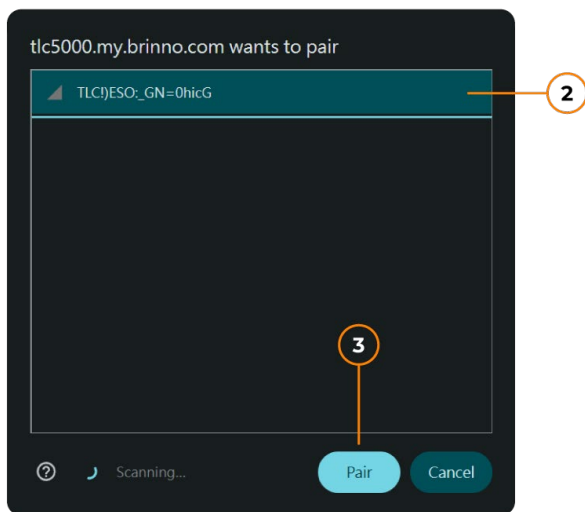 tlc5000.my.brinno.com wants to pair
TLC!)ESO:_GN=0hicG
2
3
Scanning...
Pair
Cancel